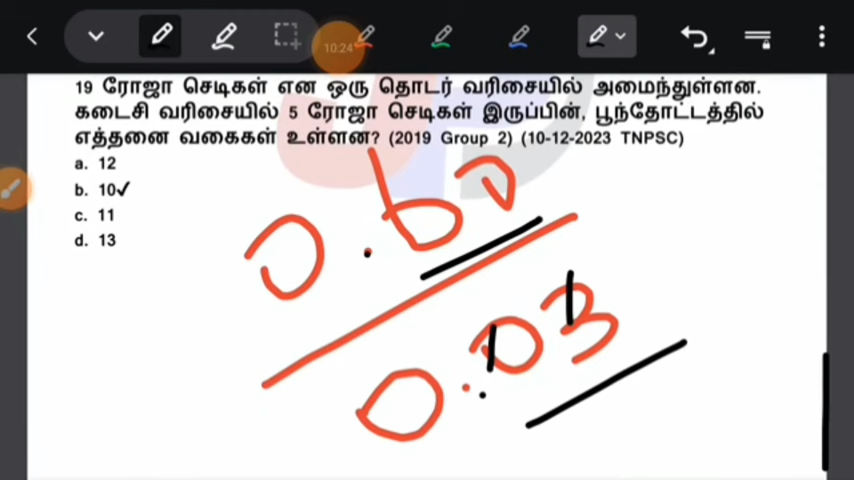 10:24
19 ரோஜா செடிகள் என ஒரு தொடர் வரிசையில் அமைந்துள்ளன.
கடைசி வரிசையில் 5 ரோஜா செடிகள் இருப்பின், பூந்தோட்டத்தில்
எத்தனை வகைகள் உள்ளன? (2019 Group 2) (10-12-2023 TNPSC)
a. 12
b. 10✓
c. 11
d. 13
0.60
0.03